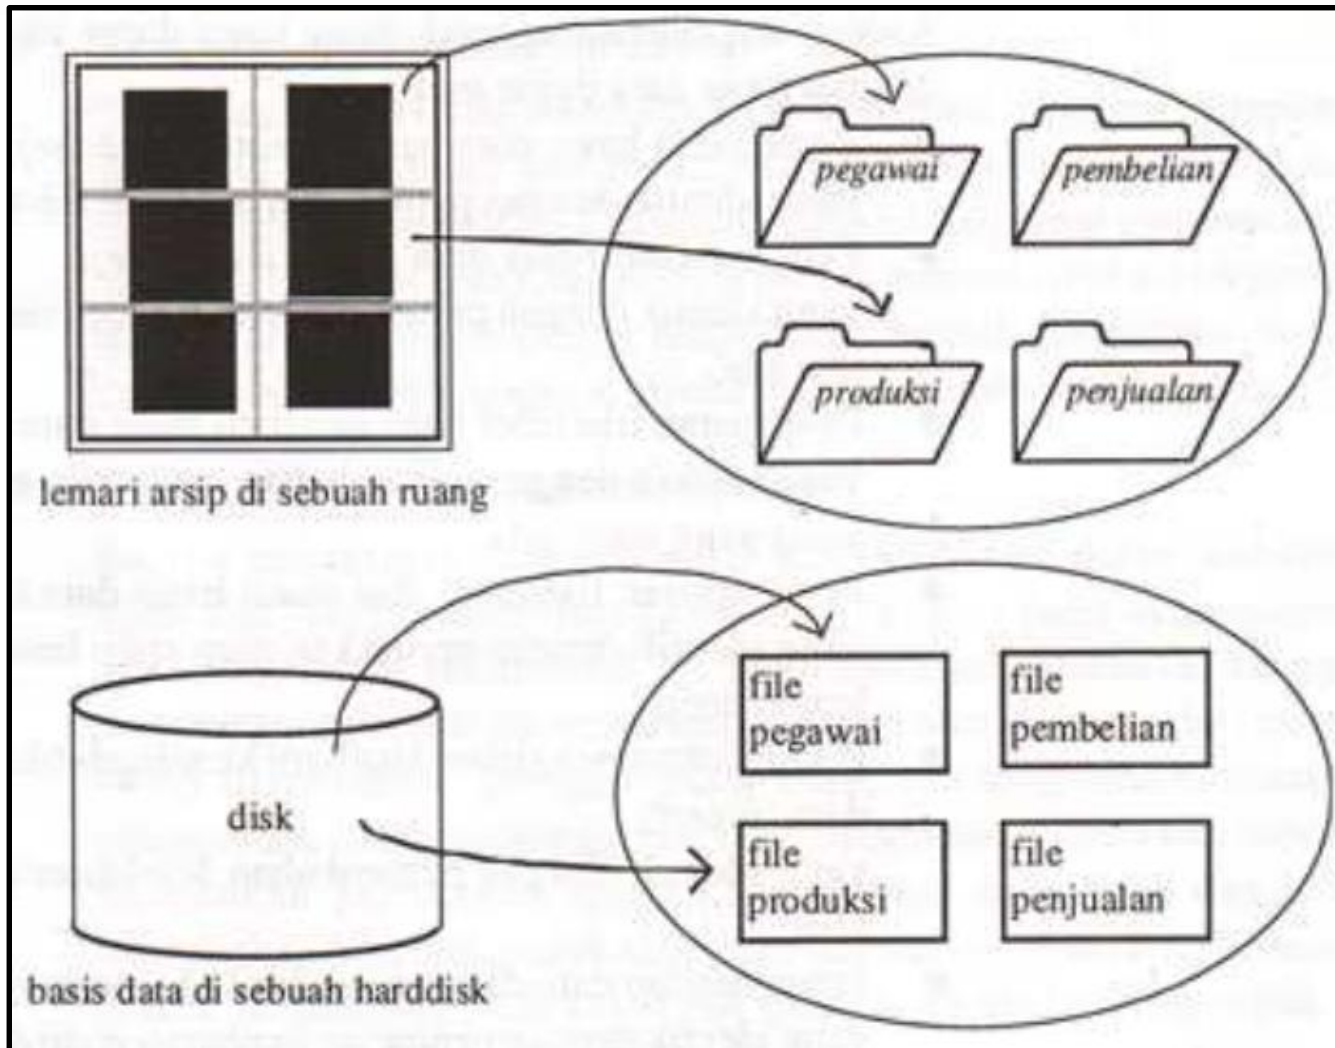 pegawai
pembelian
produksi
penjualan
lemari arsip di sebuah ruang
disk
file
pegawai
file
pembelian
file
produksi
file
penjualan
basis data di sebuah harddisk